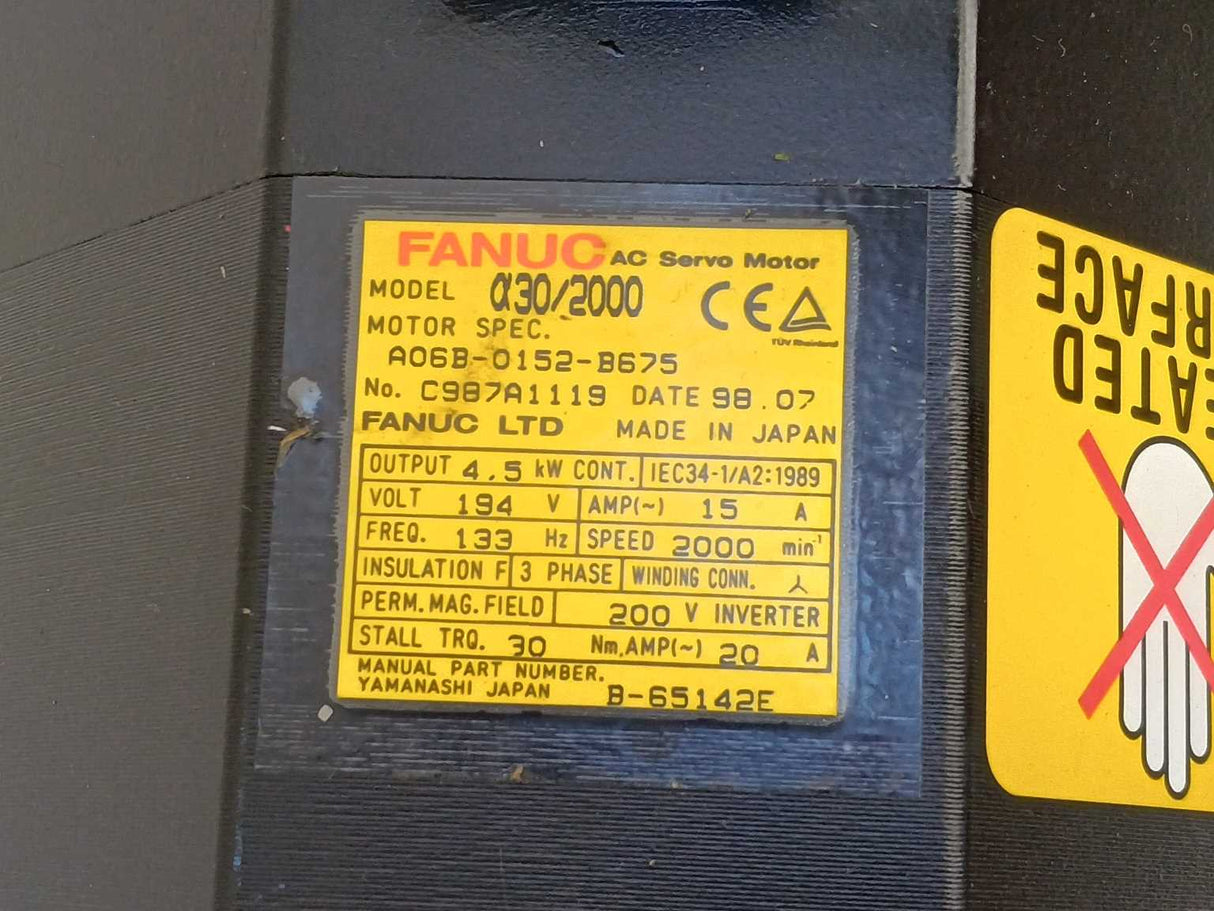 FANUC AC Servo Motor
MODEL α30/2000
CE
TÜV Rheinland
MOTOR SPEC.
A06B-0152-B675
No. C987A1119 DATE 98.07
FANUC LTD MADE IN JAPAN
OUTPUT 4.5 kW CONT. IEC34-1/A2:1989
VOLT 194 V AMP(~) 15 A
FREQ. 133 Hz SPEED 2000 min⁻¹
INSULATION F 3 PHASE WINDING CONN.
PERM. MAG. FIELD 200 V INVERTER
STALL TRQ. 30 Nm, AMP(~) 20 A
MANUAL PART NUMBER.
YAMANASHI JAPAN B-65142E
EATED
RFACE